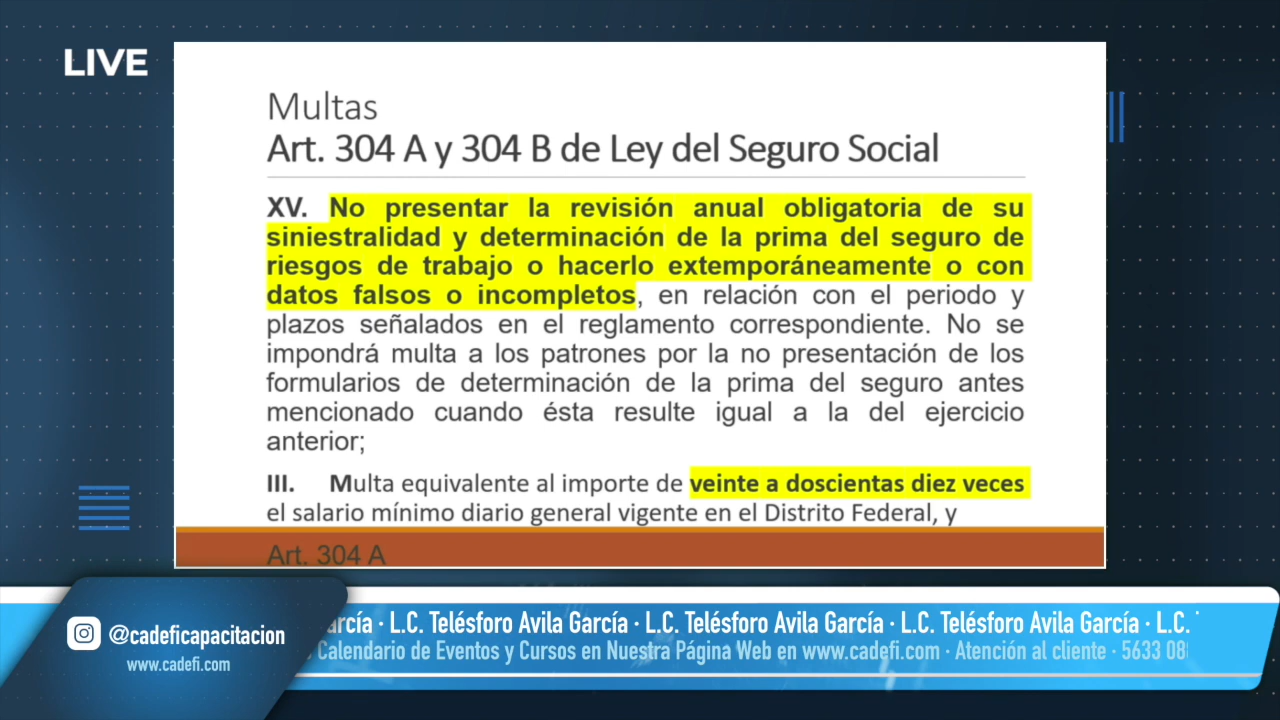 LIVE
Multas
Art. 304 A y 304 B de Ley del Seguro Social
XV. No presentar la revisión anual obligatoria de su
siniestralidad y determinación de la prima del seguro de
riesgos de trabajo o hacerlo extemporáneamente o con
datos falsos o incompletos, en relación con el periodo y
plazos señalados en el reglamento correspondiente. No se
impondrá multa a los patrones por la no presentación de los
formularios de determinación de la prima del seguro antes
mencionado cuando ésta resulte igual a la del ejercicio
anterior;
III. Multa equivalente al importe de veinte a doscientas diez veces
el salario mínimo diario general vigente en el Distrito Federal, y
Art. 304 A
@cadeficapacitacion
www.cadefi.com
rcía · L.C. Telésforo Avila García · L.C. Telésforo Avila García · L.C. Telésforo Avila García · L.C.
Calendario de Eventos y Cursos en Nuestra Página Web en www.cadefi.com · Atención al cliente · 5633